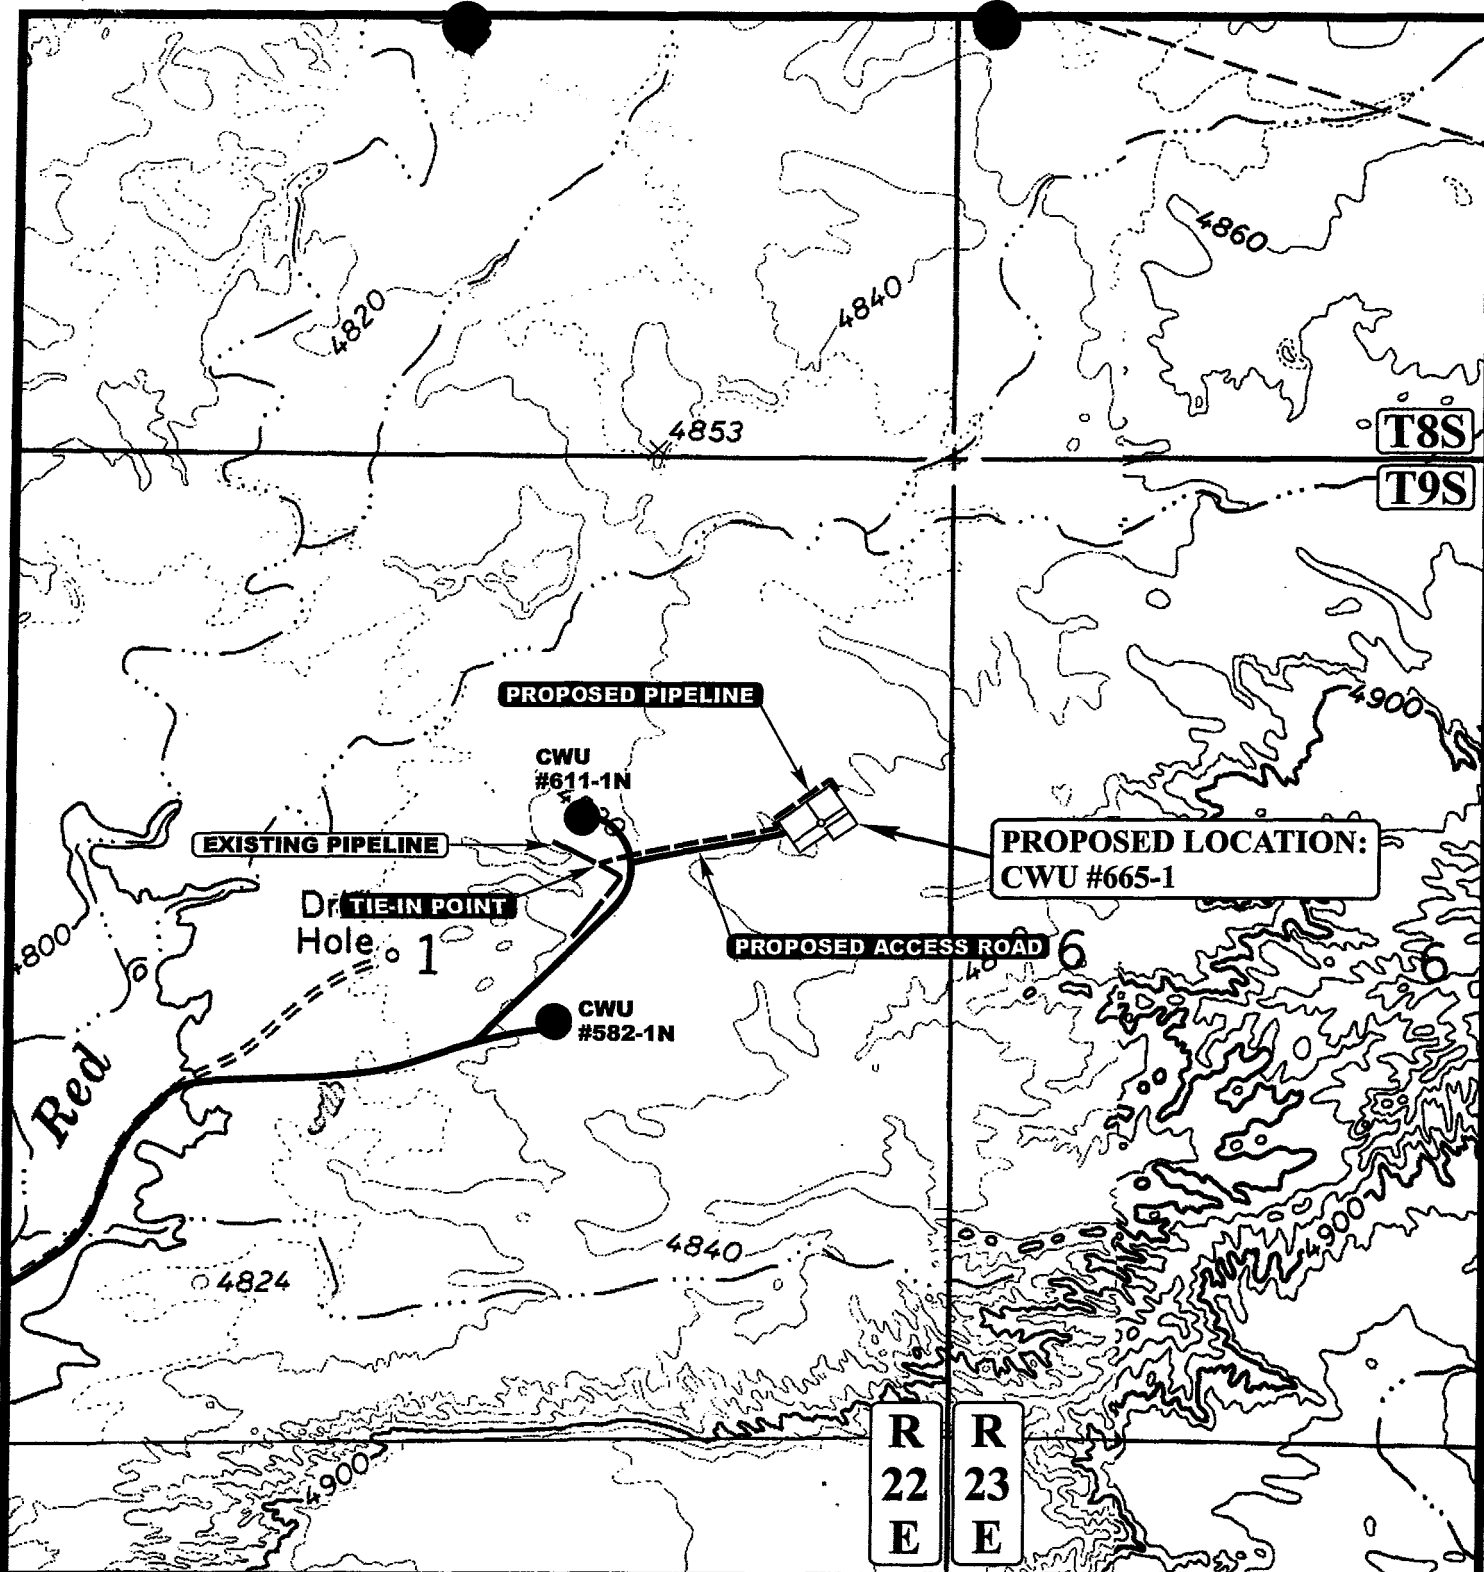 4860
4820
4840
4853
T8S
T9S
PROPOSED PIPELINE
4900
CWU
#611-1N
EXISTING PIPELINE
PROPOSED LOCATION:
CWU #665-1
TIE-IN POINT
Hole
1
PROPOSED ACCESS ROAD
6
6
4800
CWU
#582-1N
Red
4840
4900
4824
4900
R
22
E
R
23
E